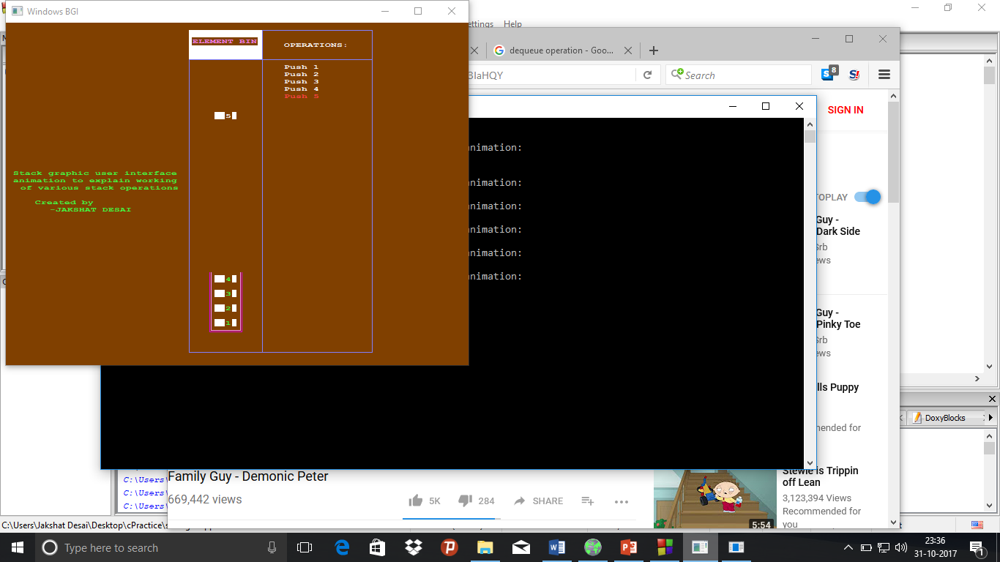 Windows BGI
ELEMENT BIN
OPERATIONS:
Push 1
Push 2
Push 3
Push 4
Push 5
5
Stack graphic user interface
animation to explain working
of various stack operations
Created by
-JAKSHAT DESAI
4
3
2
1
ettings Help
dequeue operation - Goo...
BIaHQY
Search
8
SIGN IN
nimation:
nimation:
nimation:
nimation:
nimation:
nimation:
TOPLAY
Guy -
Dark Side
Srb
ews
Guy -
Pinky Toe
Srb
ews
lls Puppy
nended for
Stewie is Trippin
off Lean
3,123,394 Views
Recommended for
you
5:54
DoxyBlocks
C:\Users\
C:\Users\
C:\Users\
Family Guy - Demonic Peter
669,442 views
5K
284
SHARE
C:\Users\Jakshat Desai\Desktop\cPractice\s
Type here to search
23:36
31-10-2017
1